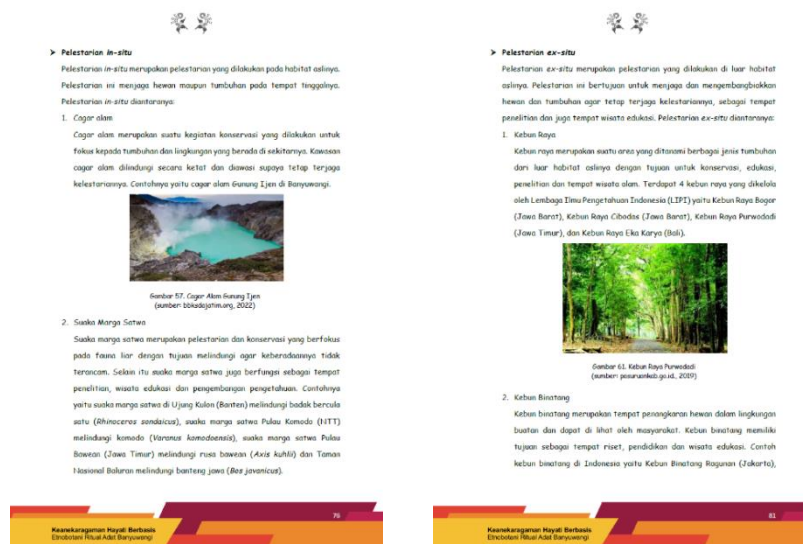 ➤ Pelestarian in-situ
Pelestarian in-situ merupakan pelestarian yang dilakukan pada habitat aslinya.
Pelestarian ini menjaga hewan maupun tumbuhan pada tempat tinggalnya.
Pelestarian in-situ diantaranya:
1. Cagar alam
Cagar alam merupakan suatu kegiatan konservasi yang dilakukan untuk
fokus kepada tumbuhan dan lingkungan yang berada di sekitarnya. Kawasan
cagar alam dilindungi secara ketat dan diawasi supaya tetap terjaga
kelestariannya. Contohnya yaitu cagar alam Gunung Ijen di Banyuwangi.
Gambar 57. Cagar Alam Gunung Ijen
(sumber: bbksdajatim.org, 2022)
2. Suaka Marga Satwa
Suaka marga satwa merupakan pelestarian dan konservasi yang berfokus
pada fauna liar dengan tujuan melindungi agar keberadaannya tidak
terancam. Selain itu suaka marga satwa juga berfungsi sebagai tempat
penelitian, wisata edukasi dan pengembangan pengetahuan. Contohnya
yaitu suaka marga satwa di Ujung Kulon (Banten) melindungi badak bercula
satu (Rhinoceros sondaicus), suaka marga satwa Pulau Komodo (NTT)
melindungi komodo (Varanus komodoensis), suaka marga satwa Pulau
Bawean (Jawa Timur) melindungi rusa bawean (Axis kuhlii) dan Taman
Nasional Baluran melindungi banteng jawa (Bos javanicus).
76
Keanekaragaman Hayati Berbasis
Etnobotani Ritual Adat Banyuwangi
➤ Pelestarian ex-situ
Pelestarian ex-situ merupakan pelestarian yang dilakukan di luar habitat
aslinya. Pelestarian ini bertujuan untuk menjaga dan mengembangbiakkan
hewan dan tumbuhan agar tetap terjaga kelestariannya, sebagai tempat
penelitian dan juga tempat wisata edukasi. Pelestarian ex-situ diantaranya:
1. Kebun Raya
Kebun raya merupakan suatu area yang ditanami berbagai jenis tumbuhan
dari luar habitat aslinya dengan tujuan untuk konservasi, edukasi,
penelitian dan tempat wisata alam. Terdapat 4 kebun raya yang dikelola
oleh Lembaga Ilmu Pengetahuan Indonesia (LIPI) yaitu Kebun Raya Bogor
(Jawa Barat), Kebun Raya Cibodas (Jawa Barat), Kebun Raya Purwodadi
(Jawa Timur), dan Kebun Raya Eka Karya (Bali).
Gambar 61. Kebun Raya Purwodadi
(sumber: pasuruankab.go.id., 2019)
2. Kebun Binatang
Kebun binatang merupakan tempat penangkaran hewan dalam lingkungan
buatan dan dapat di lihat oleh masyarakat. Kebun binatang memiliki
tujuan sebagai tempat riset, pendidikan dan wisata edukasi. Contoh
kebun binatang di Indonesia yaitu Kebun Binatang Ragunan (Jakarta),
81
Keanekaragaman Hayati Berbasis
Etnobotani Ritual Adat Banyuwangi